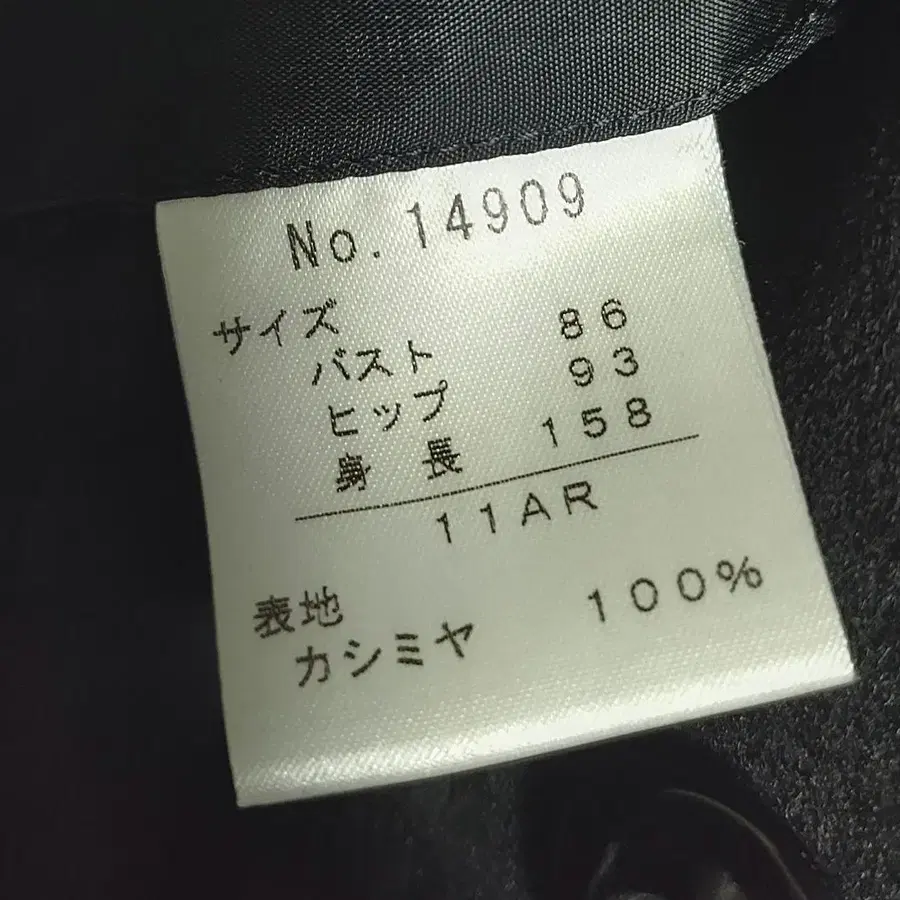 No. 14909
サイズ
バスト 86
ヒップ 93
身長 158
11AR
表地
カシミヤ 100%